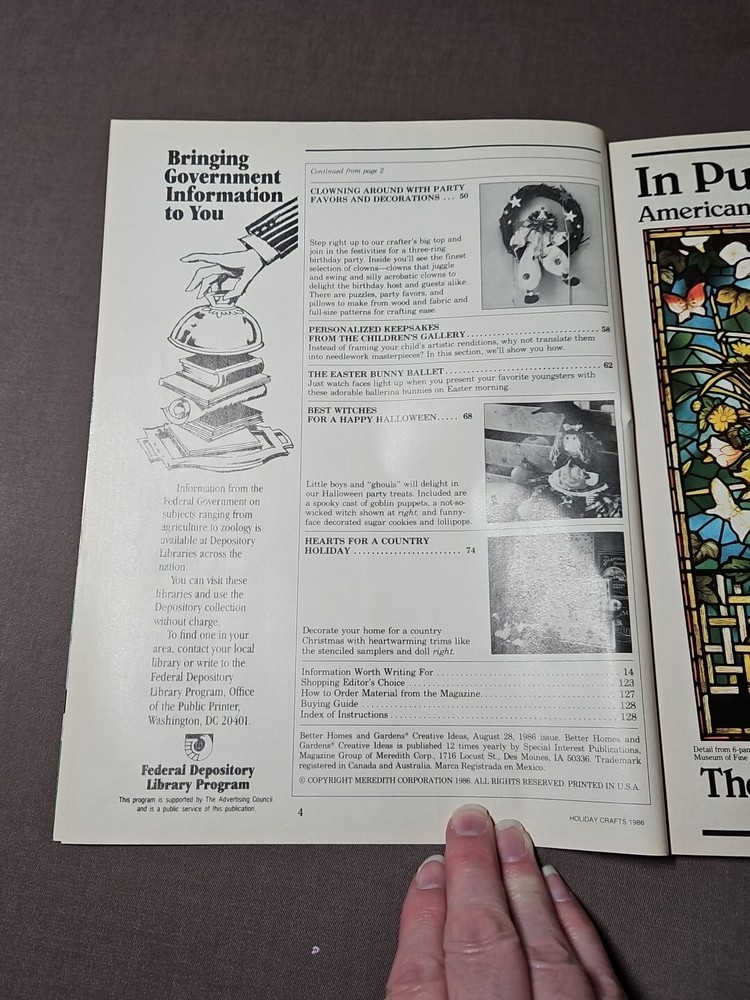 Bringing
Government
Information
to You
Information from the
Federal Government on
subjects ranging from
agriculture to zoology is
available at Depository
Libraries across the
nation.
You can visit these
libraries and use the
Depository collection
without charge.
To find one in your
area, contact your local
library or write to the
Federal Depository
Library Program, Office
of the Public Printer,
Washington, DC 20401.
Federal Depository
Library Program
This program is supported by The Advertising Council
and is a public service of this publication.
Continued from page 2
CLOWNING AROUND WITH PARTY
FAVORS AND DECORATIONS ... 50
Step right up to our crafter's big top and
join in the festivities for a three-ring
birthday party. Inside you'll see the finest
selection of clowns—clowns that juggle
and swing and silly acrobatic clowns to
delight the birthday host and guests alike.
There are puzzles, party favors, and
pillows to make from wood and fabric and
full-size patterns for crafting ease.
PERSONALIZED KEEPSAKES
FROM THE CHILDREN'S GALLERY.............................. 58
Instead of framing your child's artistic renditions, why not translate them
into needlework masterpieces? In this section, we'll show you how.
THE EASTER BUNNY BALLET................................... 62
Just watch faces light up when you present your favorite youngsters with
these adorable ballerina bunnies on Easter morning.
BEST WITCHES
FOR A HAPPY HALLOWEEN..... 68
Little boys and "ghouls" will delight in
our Halloween party treats. Included are
a spooky cast of goblin puppets, a not-so-
wicked witch shown at right, and funny-
face decorated sugar cookies and lollipops.
HEARTS FOR A COUNTRY
HOLIDAY ........................ 74
Decorate your home for a country
Christmas with heartwarming trims like
the stenciled samplers and doll right.
Information Worth Writing For ........................................ 14
Shopping Editor's Choice ............................................. 123
How to Order Material from the Magazine............................. 127
Buying Guide ......................................................... 128
Index of Instructions ................................................ 128
Better Homes and Gardens® Creative Ideas, August 28, 1986 issue. Better Homes and
Gardens® Creative Ideas is published 12 times yearly by Special Interest Publications,
Magazine Group of Meredith Corp., 1716 Locust St., Des Moines, IA 50336. Trademark
registered in Canada and Australia. Marca Registrada en Mexico.
© COPYRIGHT MEREDITH CORPORATION 1986. ALL RIGHTS RESERVED. PRINTED IN U.S.A.
4
HOLIDAY CRAFTS 1986
In Pu
American
Detail from 6-pan
Museum of Fine
The